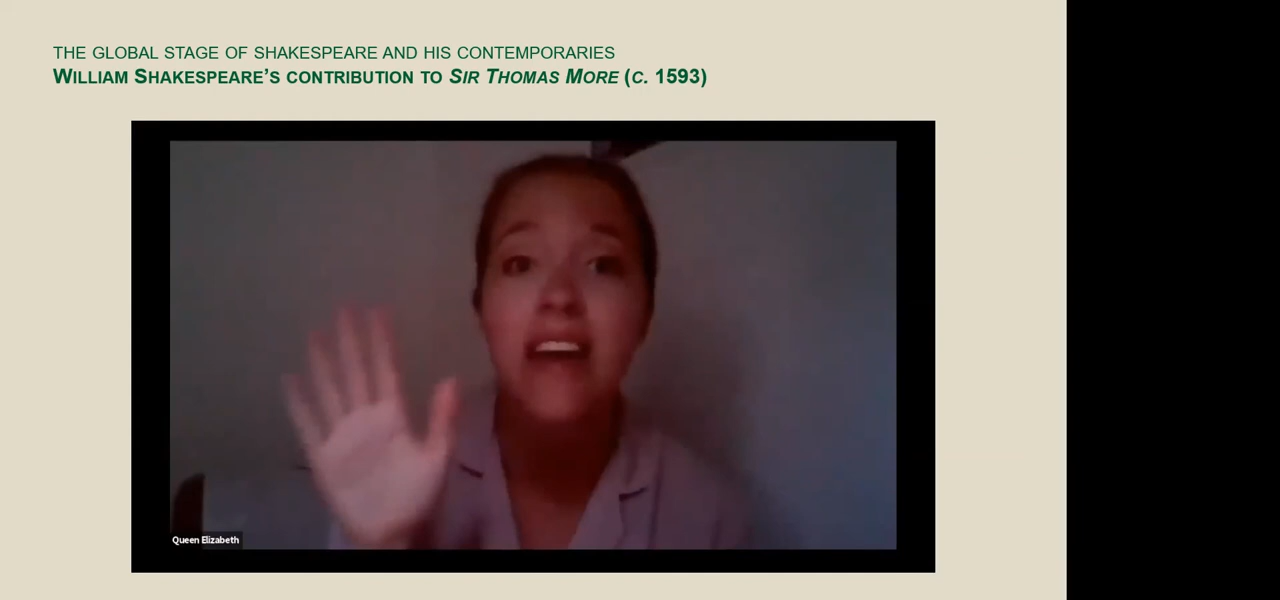 THE GLOBAL STAGE OF SHAKESPEARE AND HIS CONTEMPORARIES
WILLIAM SHAKESPEARE’S CONTRIBUTION TO SIR THOMAS MORE (C. 1593)
Queen Elizabeth